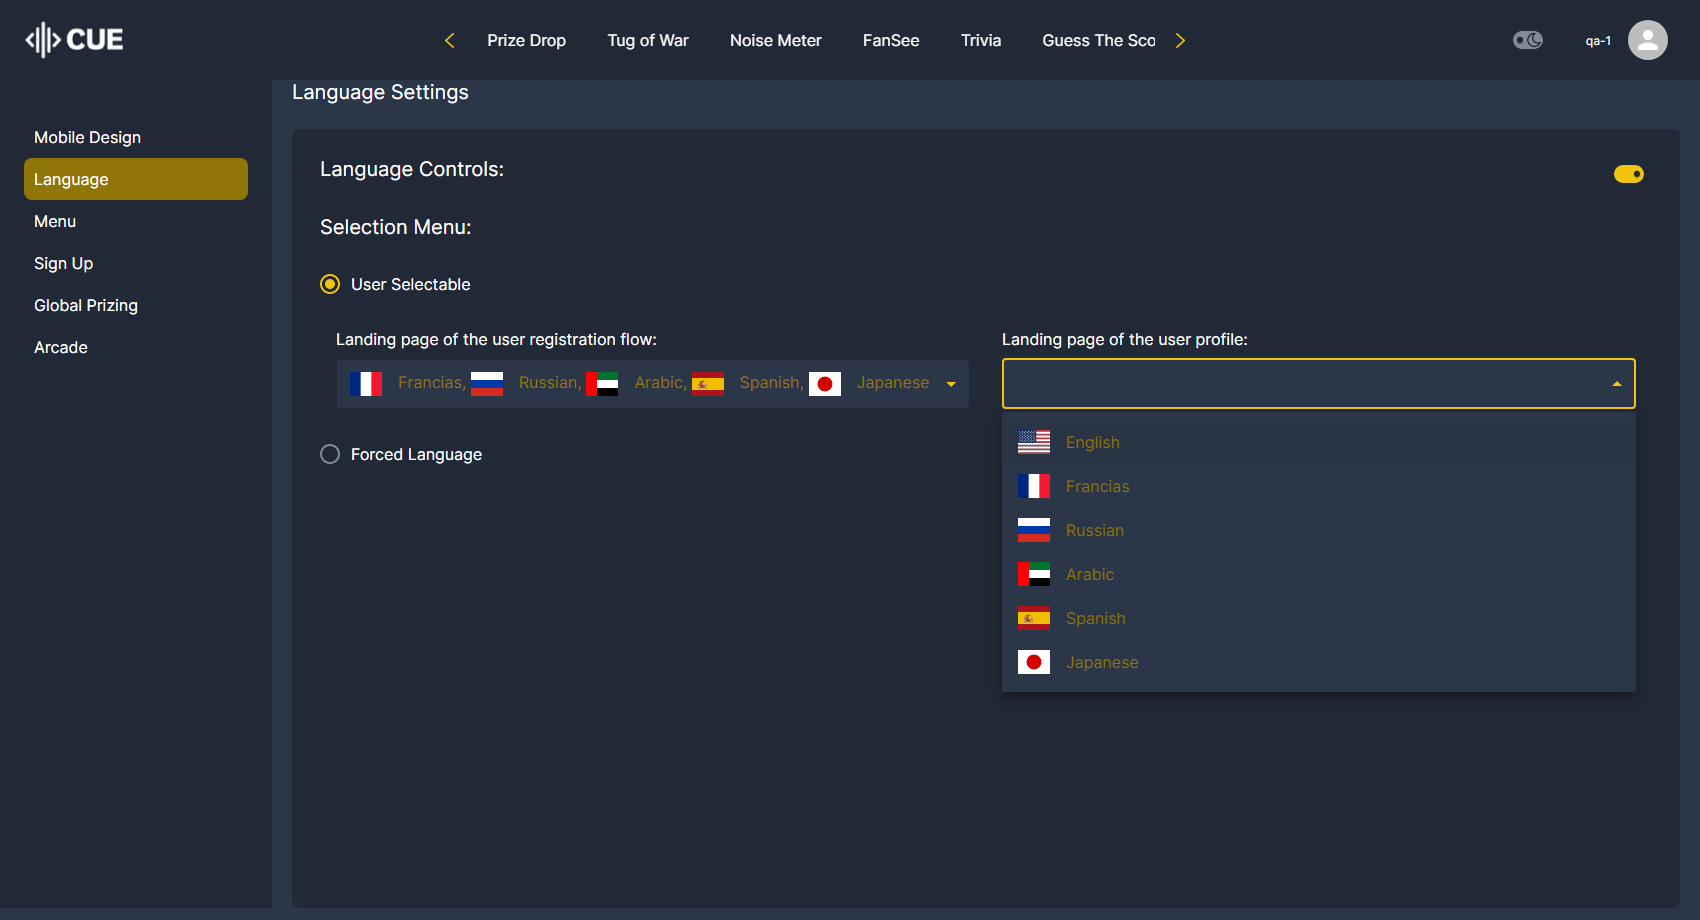 CUE
Prize Drop
Tug of War
Noise Meter
FanSee
Trivia
Guess The Sco
qa-1
Mobile Design
Language
Menu
Sign Up
Global Prizing
Arcade
Language Settings
Language Controls:
Selection Menu:
User Selectable
Landing page of the user registration flow:
Francias, Russian, Arabic, Spanish, Japanese
Landing page of the user profile:
English
Francias
Russian
Arabic
Spanish
Japanese
Forced Language